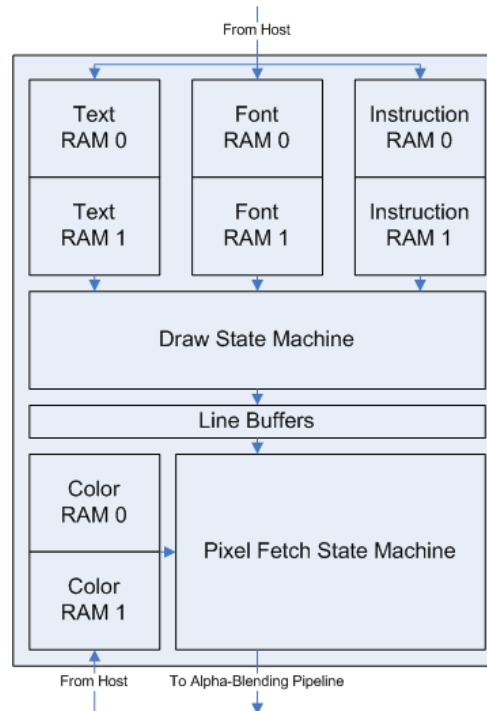 From Host
Text
RAM 0
Font
RAM 0
Instruction
RAM 0
Text
RAM 1
Font
RAM 1
Instruction
RAM 1
Draw State Machine
Line Buffers
Color
RAM 0
Pixel Fetch State Machine
Color
RAM 1
From Host
To Alpha-Blending Pipeline